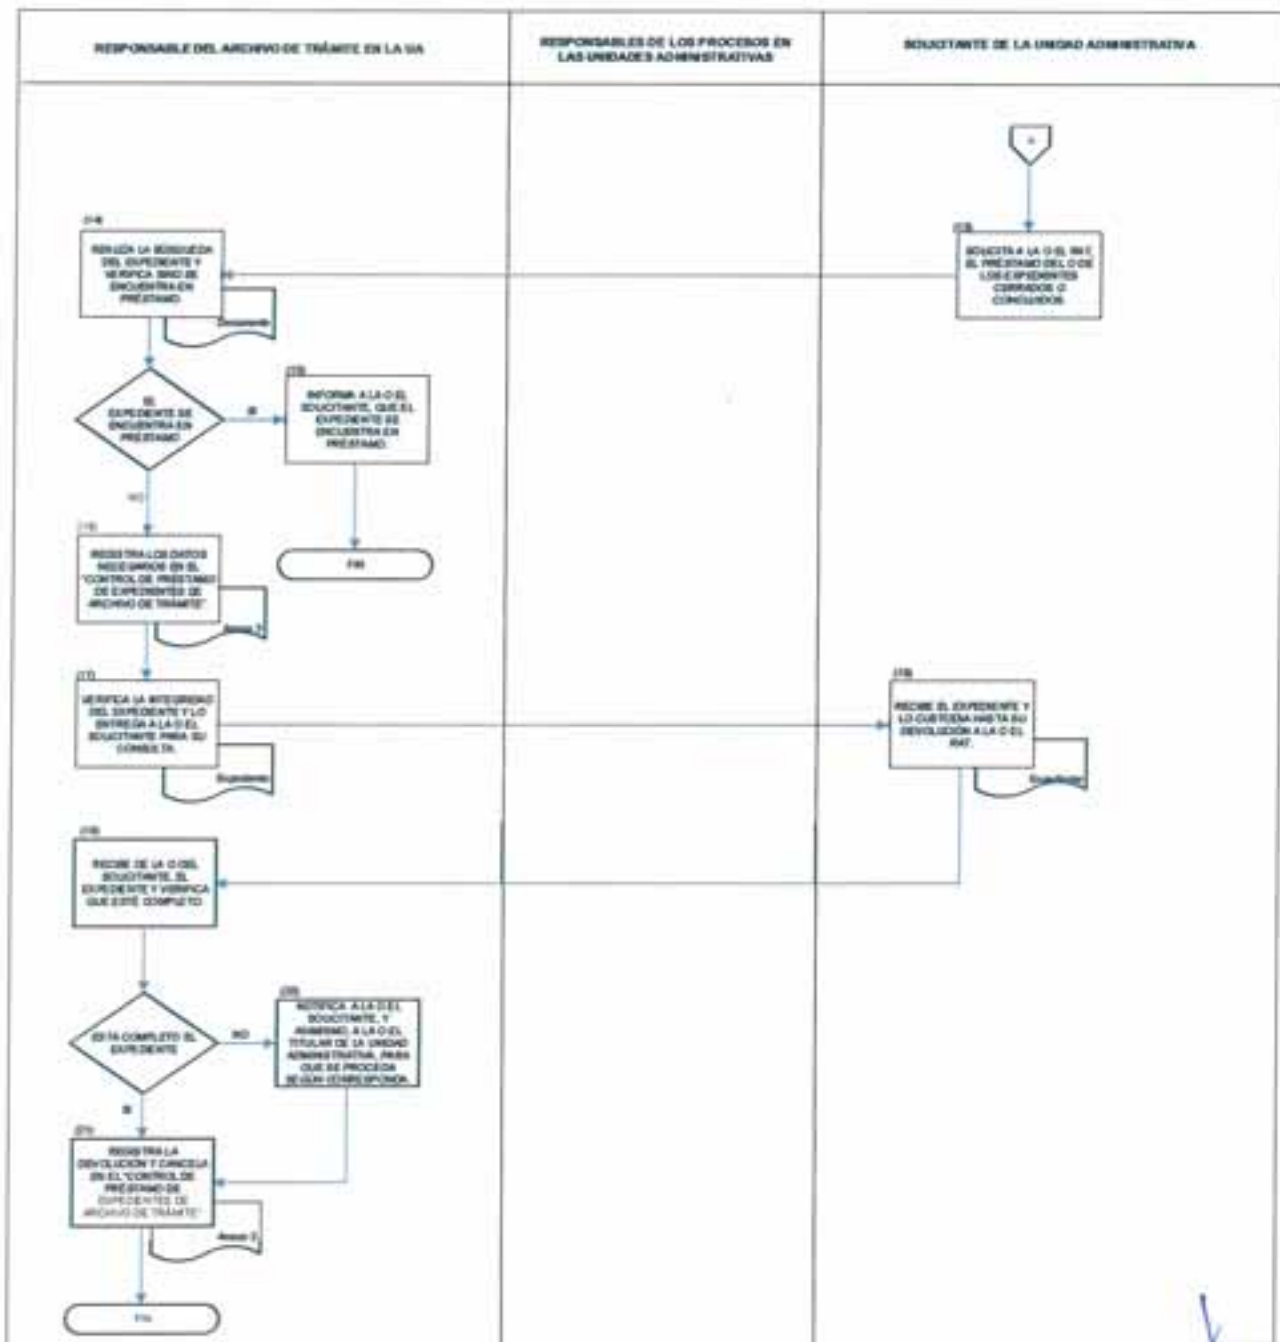 RESPONSABLE DEL ARCHIVO DE TRÁMITE EN LA UA
RESPONSABLES DE LOS PROCESOS EN
LAS UNIDADES ADMINISTRATIVAS
SOLICITANTE DE LA UNIDAD ADMINISTRATIVA
SOLICITA A LA O EL RAT,
EL PRÉSTAMO DEL O DE
LOS EXPEDIENTES
CERRADOS O
CONCLUIDOS.
(14)
REALIZA LA BÚSQUEDA
DEL EXPEDIENTE Y
VERIFICA SI NO SE
ENCUENTRA EN
PRÉSTAMO.
EL
EXPEDIENTE SE
ENCUENTRA EN
PRÉSTAMO
SI
INFORMA A LA O EL
SOLICITANTE, QUE EL
EXPEDIENTE SE
ENCUENTRA EN
PRÉSTAMO.
FIN
NO
REGISTRA LOS DATOS
NECESARIOS EN EL
"CONTROL DE PRÉSTAMO
DE EXPEDIENTES DE
ARCHIVO DE TRÁMITE"
(17)
VERIFICA LA INTEGRIDAD
DEL EXPEDIENTE Y LO
ENTREGA A LA O EL
SOLICITANTE PARA SU
CONSULTA.
Expediente
RECIBE EL EXPEDIENTE Y
LO CUSTODIA HASTA SU
DEVOLUCIÓN A LA O EL
RAT.
RECIBE DE LA O DEL
SOLICITANTE, EL
EXPEDIENTE Y VERIFICA
QUE ESTÉ COMPLETO.
ESTÁ COMPLETO EL
EXPEDIENTE
NO
NOTIFICA A LA O EL
SOLICITANTE, Y
ASIMISMO, A LA O EL
TITULAR DE LA UNIDAD
ADMINISTRATIVA, PARA
QUE SE PROCEDA
SEGÚN CORRESPONDA.
SI
(21)
REGISTRA LA
DEVOLUCIÓN Y CANCELA
EN EL "CONTROL DE
PRÉSTAMO DE
EXPEDIENTES DE
ARCHIVO DE TRÁMITE"
Fin